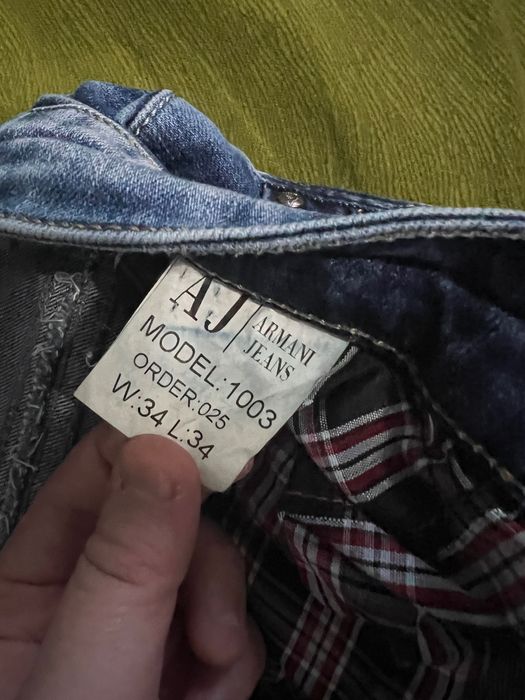 AJ
ARMANI
JEANS
MODEL:1003
ORDER:025
W:34 L:34